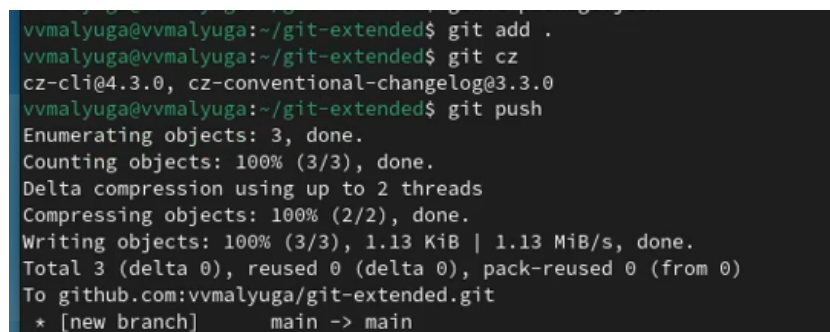 vvmalyuga@vvmalyuga:~/git-extended$ git add .
vvmalyuga@vvmalyuga:~/git-extended$ git cz
cz-cli@4.3.0, cz-conventional-changelog@3.3.0
vvmalyuga@vvmalyuga:~/git-extended$ git push
Enumerating objects: 3, done.
Counting objects: 100% (3/3), done.
Delta compression using up to 2 threads
Compressing objects: 100% (2/2), done.
Writing objects: 100% (3/3), 1.13 KiB | 1.13 MiB/s, done.
Total 3 (delta 0), reused 0 (delta 0), pack-reused 0 (from 0)
To github.com:vvmalyuga/git-extended.git
 * [new branch]      main -> main